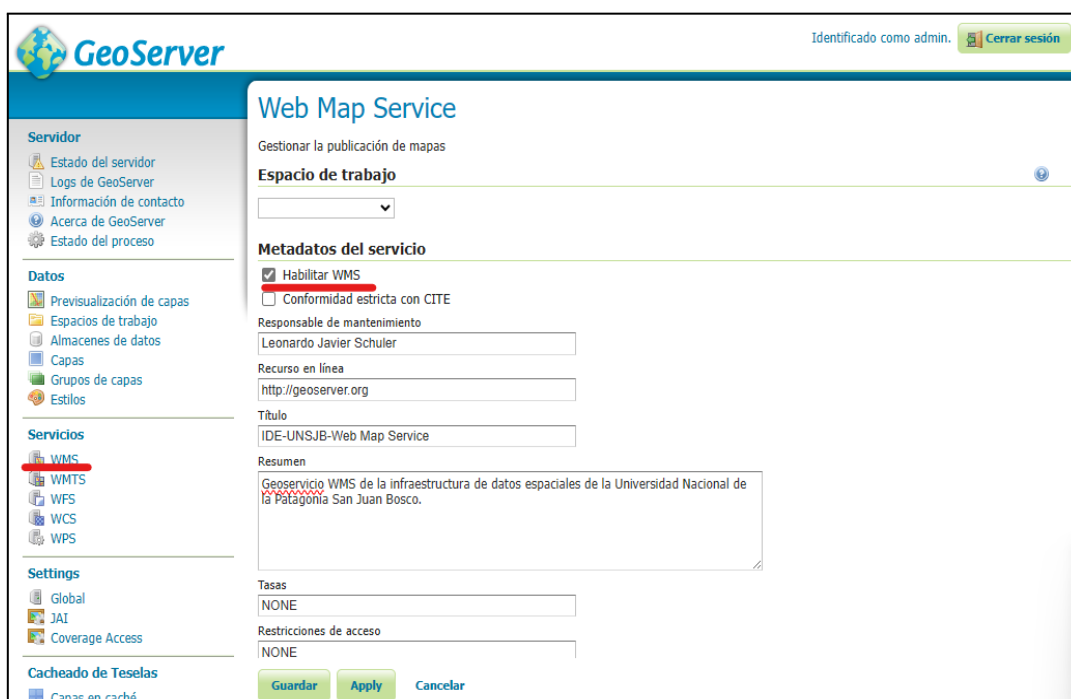 GeoServer
Identificado como admin.
Cerrar sesión
Servidor
Estado del servidor
Logs de GeoServer
Información de contacto
Acerca de GeoServer
Estado del proceso
Datos
Previsualización de capas
Espacios de trabajo
Almacenes de datos
Capas
Grupos de capas
Estilos
Servicios
WMS
WMTS
WFS
WCS
WPS
Settings
Global
JAI
Coverage Access
Cacheado de Teselas
Capas en caché
Web Map Service
Gestionar la publicación de mapas
Espacio de trabajo
Metadatos del servicio
Habilitar WMS
Conformidad estricta con CITE
Responsable de mantenimiento
Leonardo Javier Schuler
Recurso en línea
http://geoserver.org
Título
IDE-UNSJB-Web Map Service
Resumen
Geoservicio WMS de la infraestructura de datos espaciales de la Universidad Nacional de
la Patagonia San Juan Bosco.
Tasas
NONE
Restricciones de acceso
NONE
Guardar Apply Cancelar